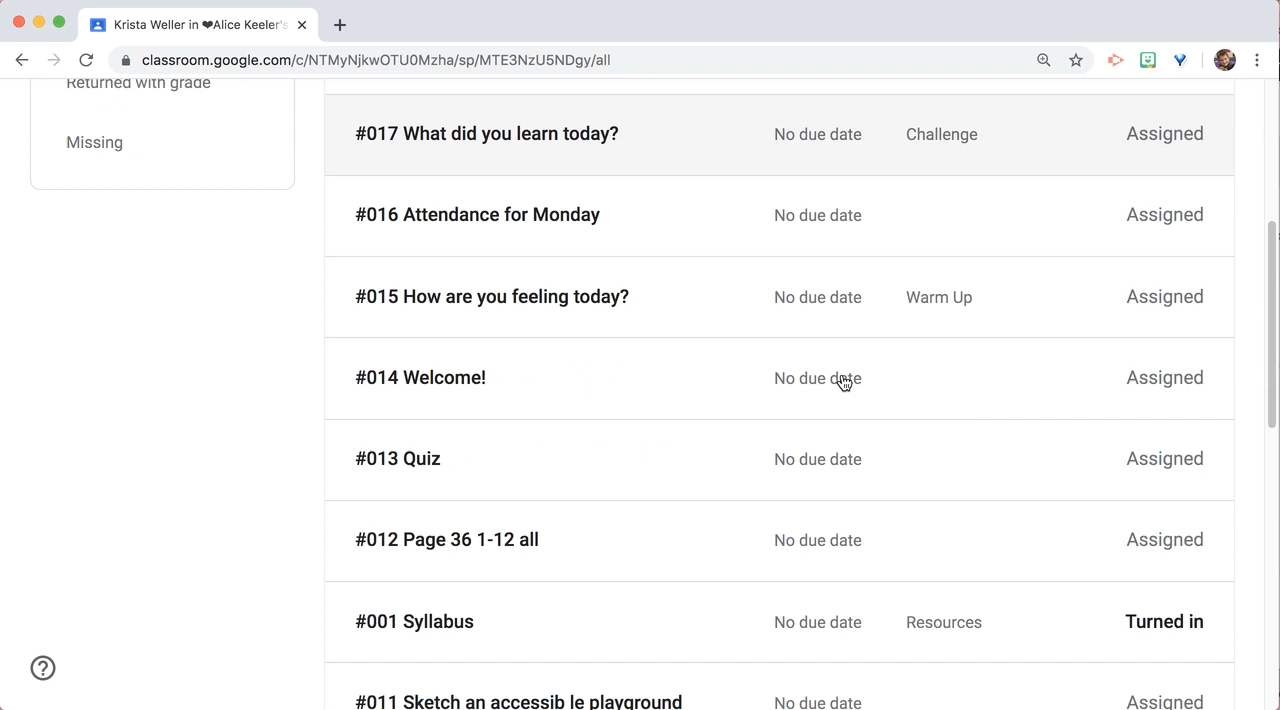 Krista Weller in ❤Alice Keeler's
classroom.google.com/c/NTMyNjkwOTU0Mzha/sp/MTE3NzU5NDgy/all
Returned with grade
Missing
#017 What did you learn today? No due date Challenge Assigned
#016 Attendance for Monday No due date Assigned
#015 How are you feeling today? No due date Warm Up Assigned
#014 Welcome! No due date Assigned
#013 Quiz No due date Assigned
#012 Page 36 1-12 all No due date Assigned
#001 Syllabus No due date Resources Turned in
#011 Sketch an accessib le playground No due date Assigned